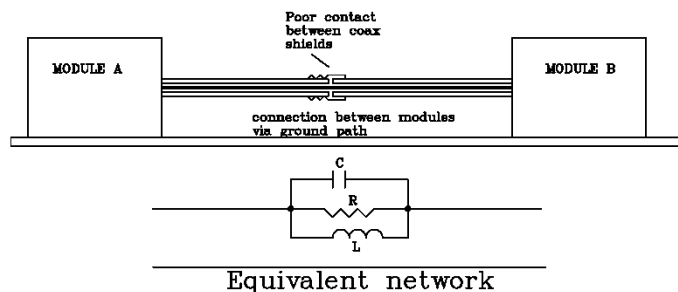 Poor contact
between coax
shields
MODULE A
MODULE B
connection between modules
via ground path
C
R
L
Equivalent network